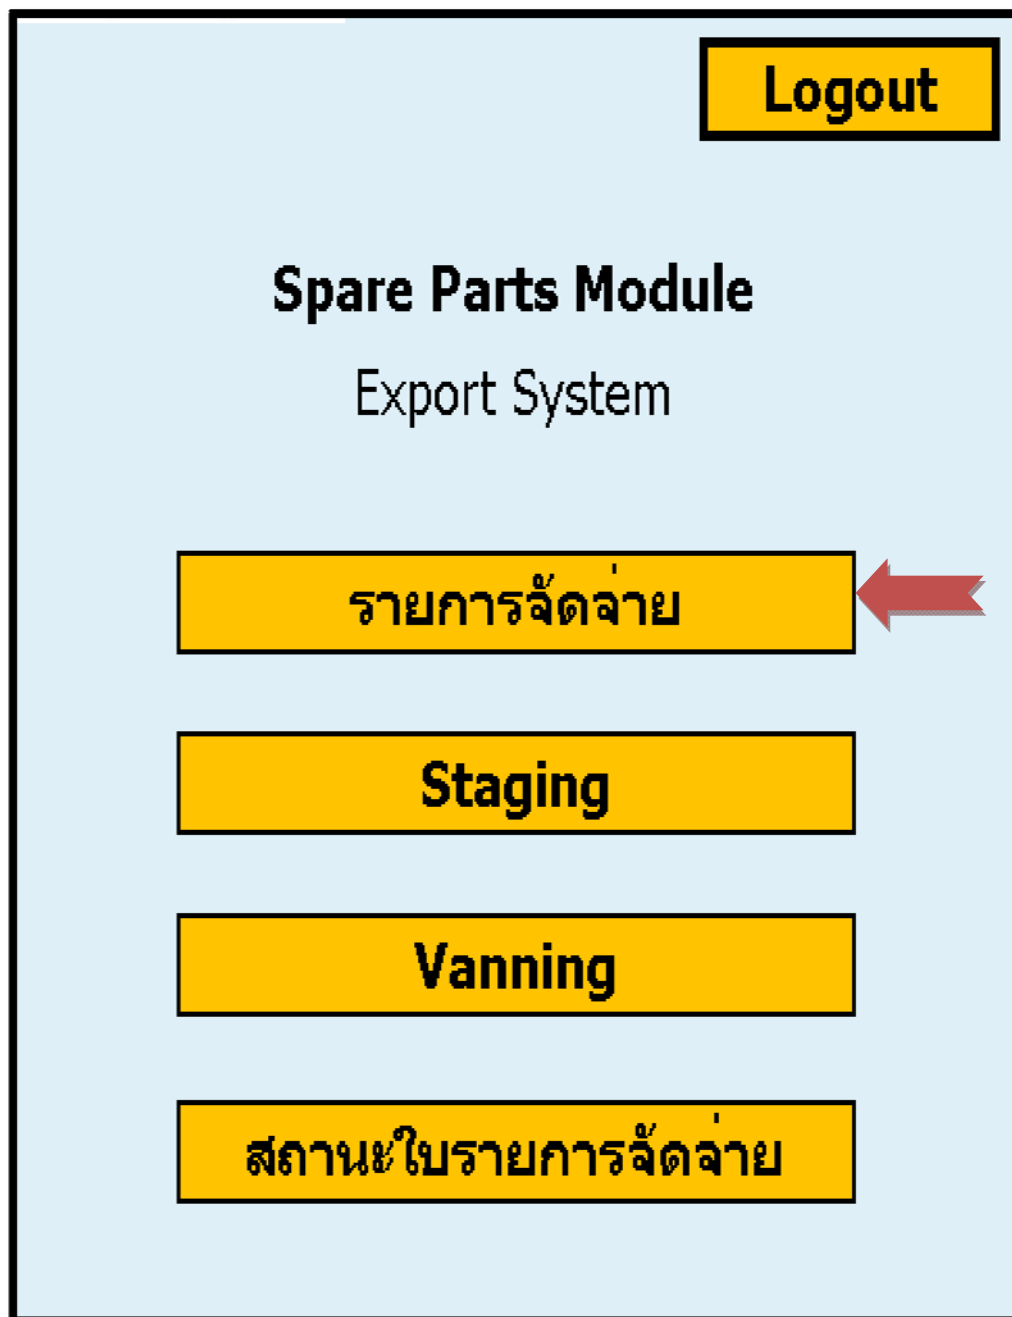 Logout
Spare Parts Module
Export System
รายการจัดจ่าย
Staging
Vanning
สถานะใบรายการจัดจ่าย